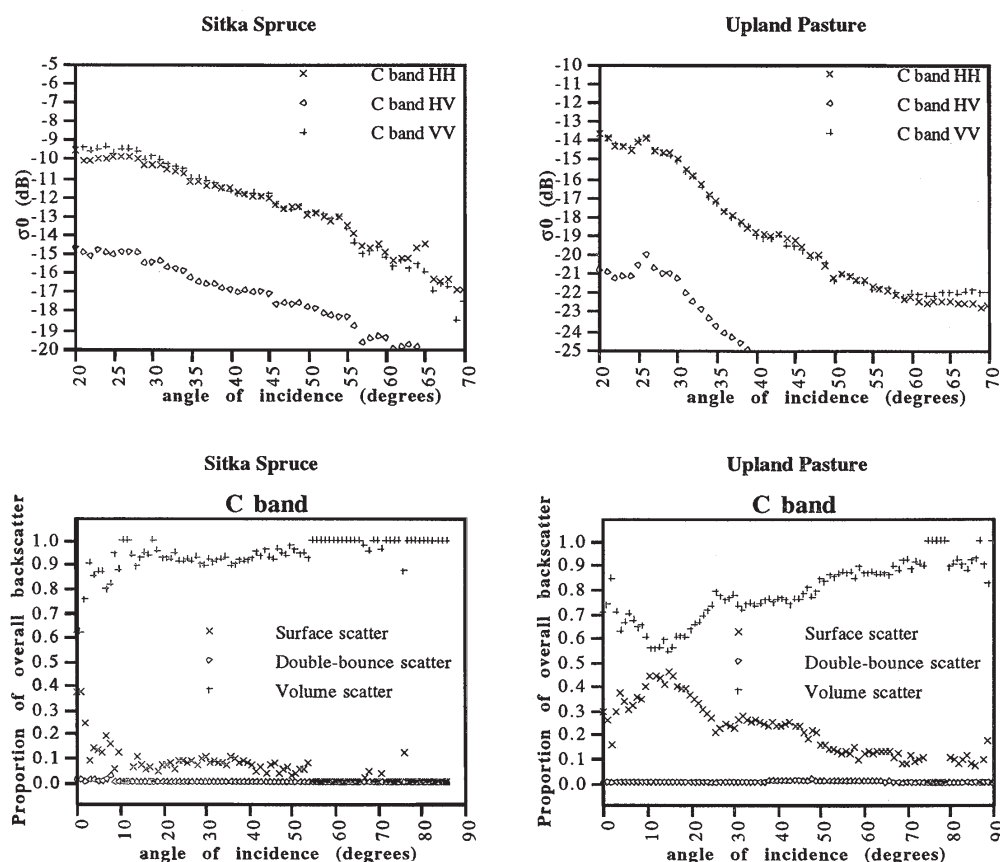 Sitka Spruce
-5
-6
-7
-8
-9
-10
-11
-12
-13
-14
-15
-16
-17
-18
-19
-20
σ0 (dB)
× C band HH
◊ C band HV
+ C band VV
20 25 30 35 40 45 50 55 60 65 70
angle of incidence (degrees)
Upland Pasture
-10
-11
-12
-13
-14
-15
-16
-17
-18
-19
-20
-21
-22
-23
-24
-25
σ0 (dB)
× C band HH
◊ C band HV
+ C band VV
20 25 30 35 40 45 50 55 60 65 70
angle of incidence (degrees)
Sitka Spruce
C band
Proportion of overall backscatter
1.0
0.9
0.8
0.7
0.6
0.5
0.4
0.3
0.2
0.1
0.0
× Surface scatter
◊ Double-bounce scatter
+ Volume scatter
0 10 20 30 40 50 60 70 80 90
angle of incidence (degrees)
Upland Pasture
C band
Proportion of overall backscatter
1.0
0.9
0.8
0.7
0.6
0.5
0.4
0.3
0.2
0.1
0.0
× Surface scatter
◊ Double-bounce scatter
+ Volume scatter
0 10 20 30 40 50 60 70 80 90
angle of incidence (degrees)